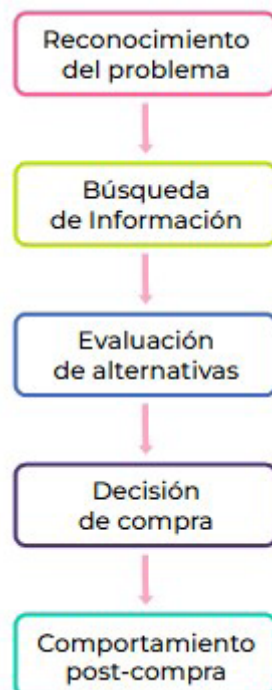 Reconocimiento
del problema
Búsqueda
de Información
Evaluación
de alternativas
Decisión
de compra
Comportamiento
post-compra